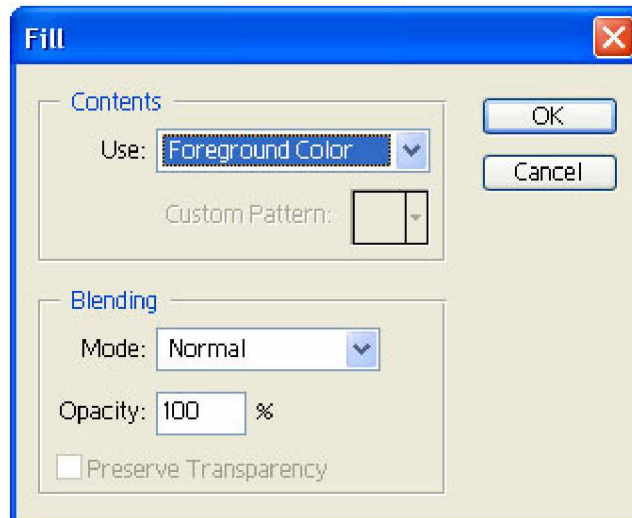 Fill
Contents
Use: Foreground Color
Custom Pattern:
OK
Cancel
Blending
Mode: Normal
Opacity: 100 %
Preserve Transparency